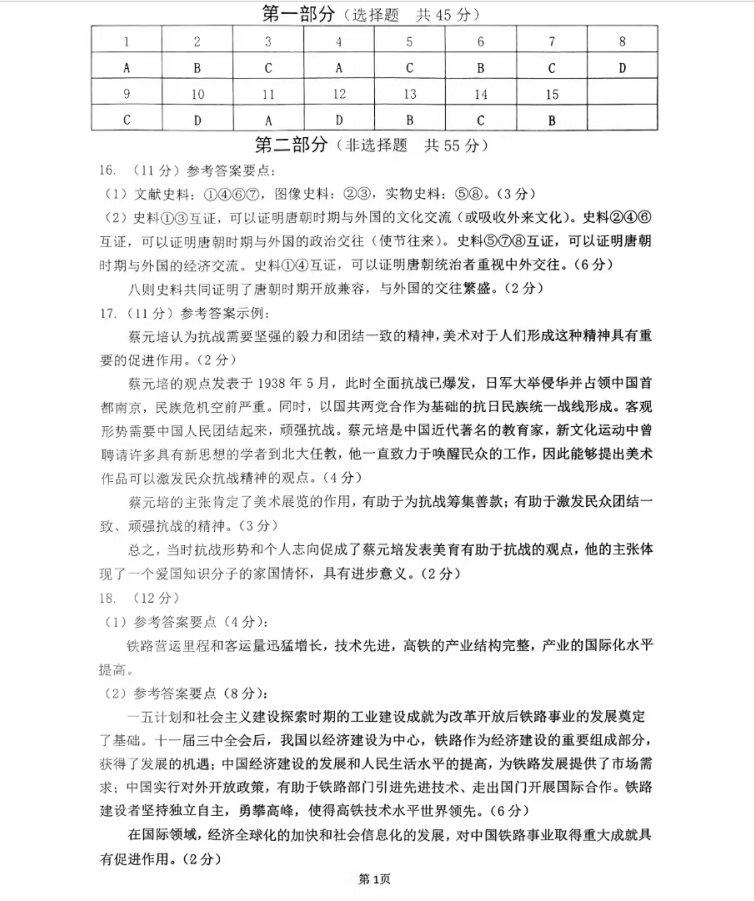 第一部分（选择题 共 45 分）
1 2 3 4 5 6 7 8
A B C A C B C D
9 10 11 12 13 14 15
C D A D B C B
第二部分（非选择题 共 55 分）
16. （11 分）参考答案要点：
（1）文献史料：①④⑥⑦，图像史料：②③，实物史料：⑤⑧。（3 分）
（2）史料①③互证，可以证明唐朝时期与外国的文化交流（或吸收外来文化）。史料②④⑥
互证，可以证明唐朝时期与外国的政治交往（使节往来）。史料⑤⑦⑧互证，可以证明唐朝
时期与外国的经济交流。史料①④互证，可以证明唐朝统治者重视中外交往。（6 分）
八则史料共同证明了唐朝时期开放兼容，与外国的交往繁盛。（2 分）
17. （11 分）参考答案示例：
蔡元培认为抗战需要坚强的毅力和团结一致的精神，美术对于人们形成这种精神具有重
要的促进作用。（2 分）
蔡元培的观点发表于 1938 年 5 月，此时全面抗战已爆发，日军大举侵华并占领中国首
都南京，民族危机空前严重。同时，以国共两党合作为基础的抗日民族统一战线形成。客观
形势需要中国人民团结起来，顽强抗战。蔡元培是中国近代著名的教育家，新文化运动中曾
聘请许多具有新思想的学者到北大任教，他一直致力于唤醒民众的工作，因此能够提出美术
作品可以激发民众抗战精神的观点。（4 分）
蔡元培的主张肯定了美术展览的作用，有助于为抗战筹集善款；有助于激发民众团结一
致、顽强抗战的精神。（3 分）
总之，当时抗战形势和个人志向促成了蔡元培发表美育有助于抗战的观点，他的主张体
现了一个爱国知识分子的家国情怀，具有进步意义。（2 分）
18. （12 分）
（1）参考答案要点（4 分）：
铁路营运里程和客运量迅猛增长，技术先进，高铁的产业结构完整，产业的国际化水平
提高。
（2）参考答案要点（8 分）：
一五计划和社会主义建设探索时期的工业建设成就为改革开放后铁路事业的发展奠定
了基础。十一届三中全会后，我国以经济建设为中心，铁路作为经济建设的重要组成部分，
获得了发展的机遇；中国经济建设的发展和人民生活水平的提高，为铁路发展提供了市场需
求；中国实行对外开放政策，有助于铁路部门引进先进技术、走出国门开展国际合作。铁路
建设者坚持独立自主，勇攀高峰，使得高铁技术水平世界领先。（6 分）
在国际领域，经济全球化的加快和社会信息化的发展，对中国铁路事业取得重大成就具
有促进作用。（2 分）
第 1页